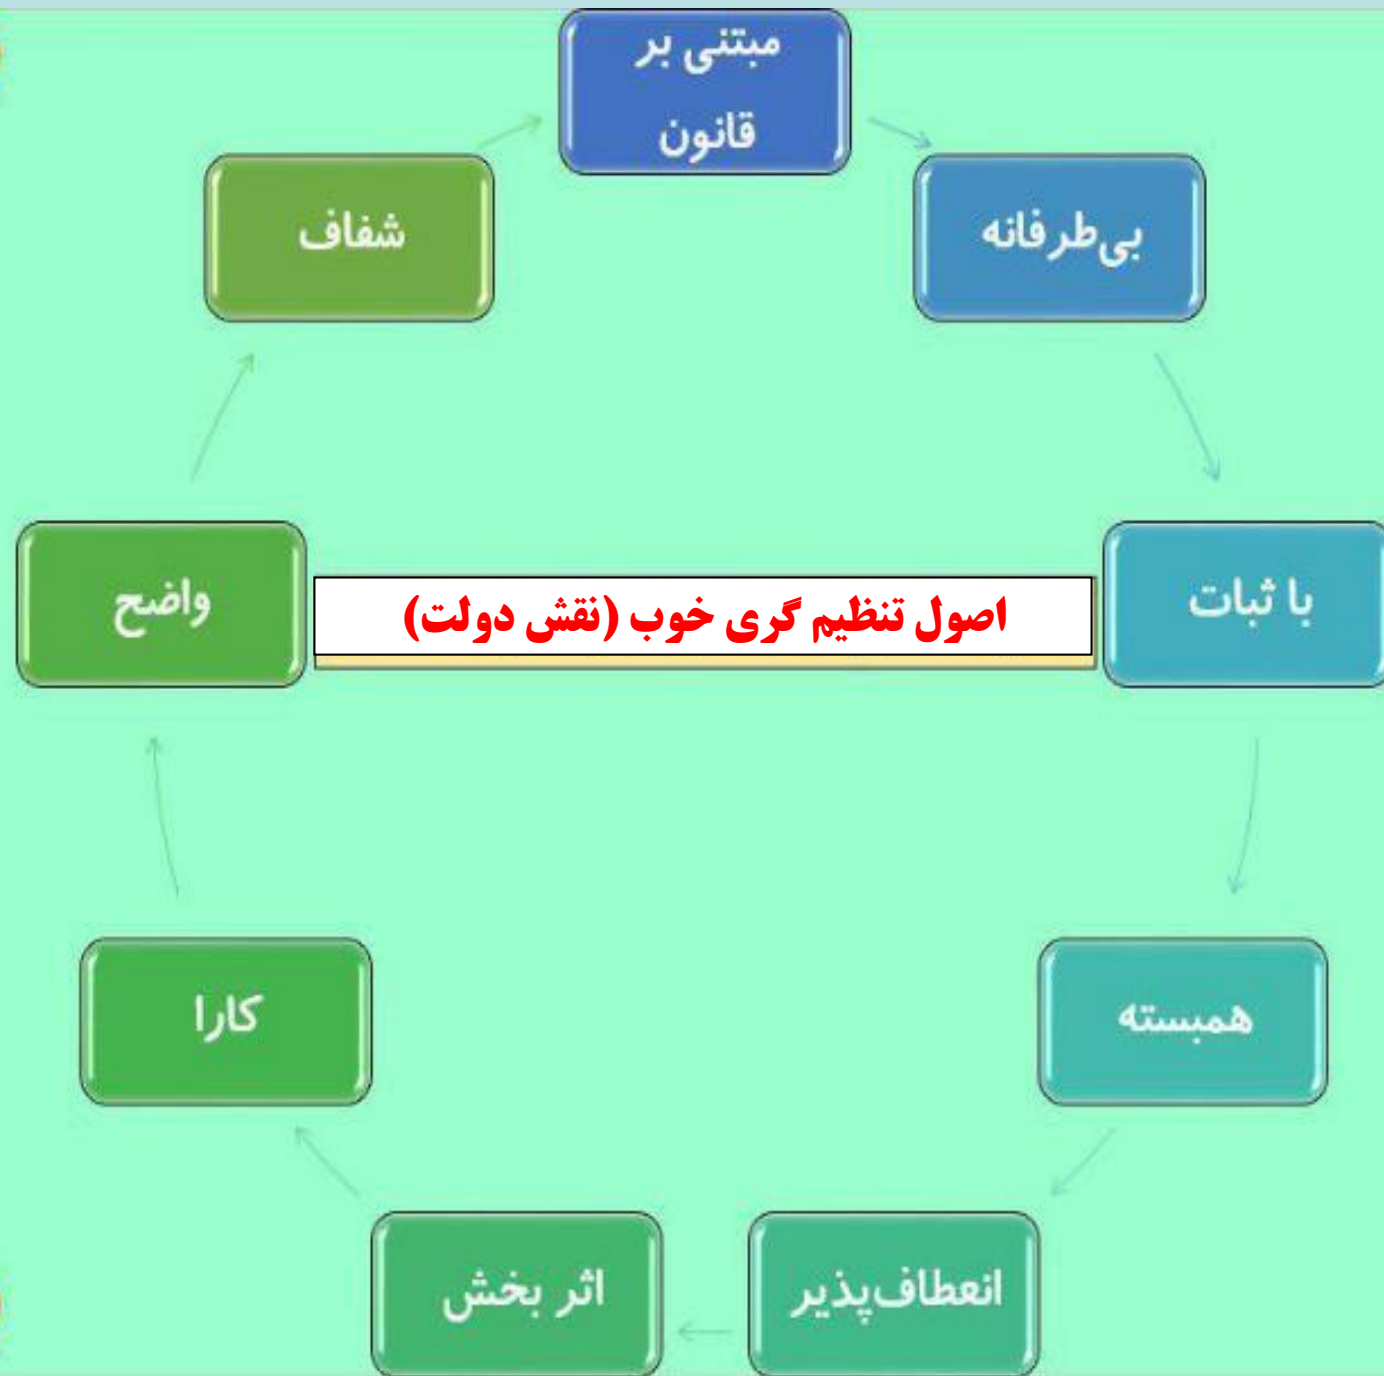 مبتنی بر
قانون
بی‌طرفانه
با ثبات
همبسته
انعطاف‌پذیر
اثر بخش
کارا
واضح
شفاف
اصول تنظیم گری خوب (نقش دولت)